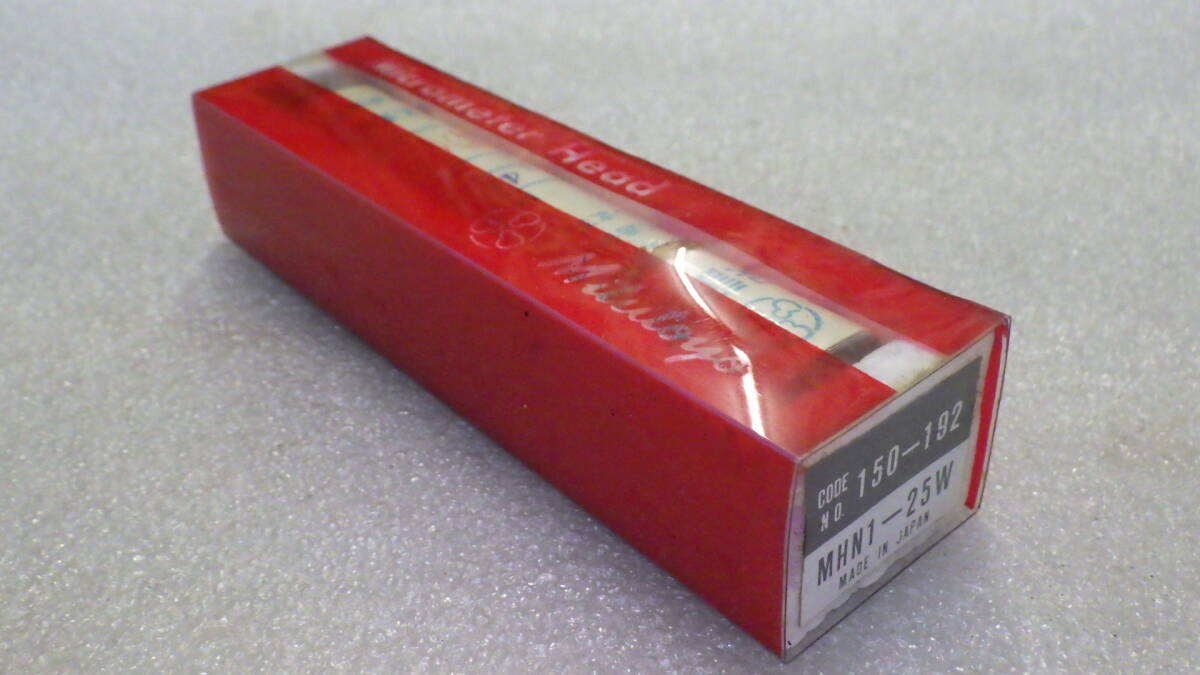 Micrometer Head
Mitutoyo
CODE NO. 150-192
MHN1-25W
MADE IN JAPAN